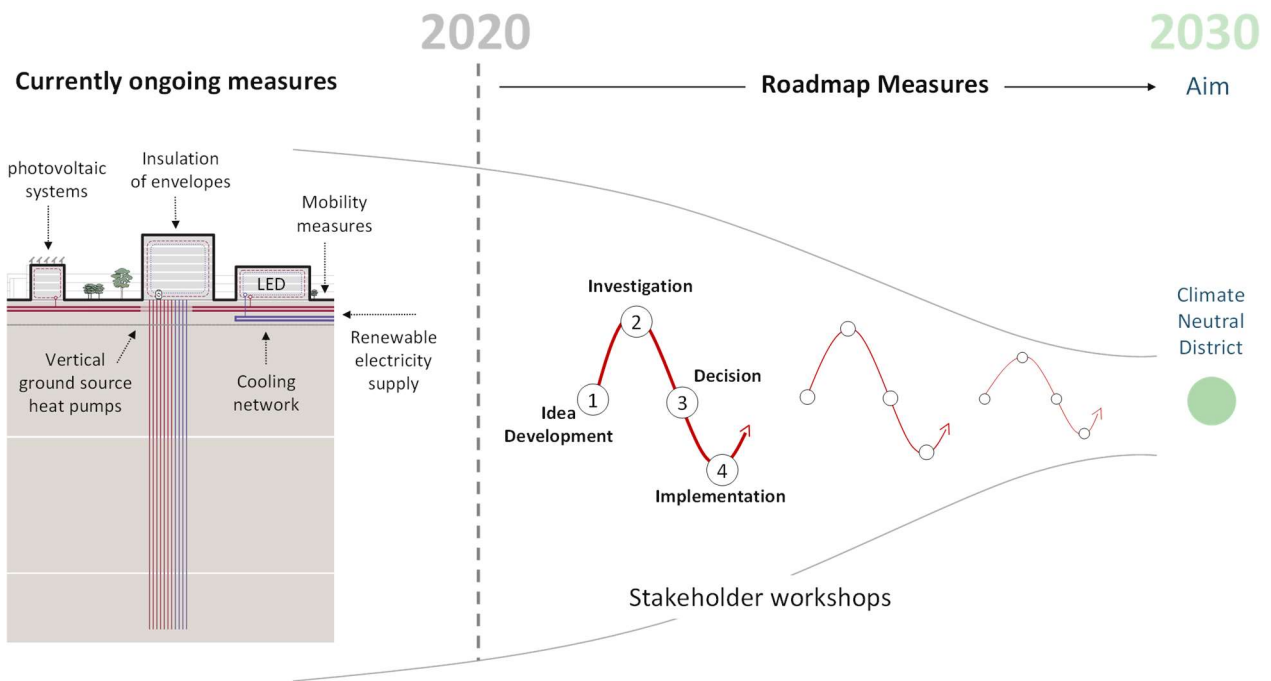 2020
2030
Currently ongoing measures
Roadmap Measures
Aim
photovoltaic
systems
Insulation
of envelopes
Mobility
measures
LED
Vertical
ground source
heat pumps
Cooling
network
Renewable
electricity
supply
Investigation
2
1
Idea
Development
Decision
3
4
Implementation
Climate
Neutral
District
Stakeholder workshops